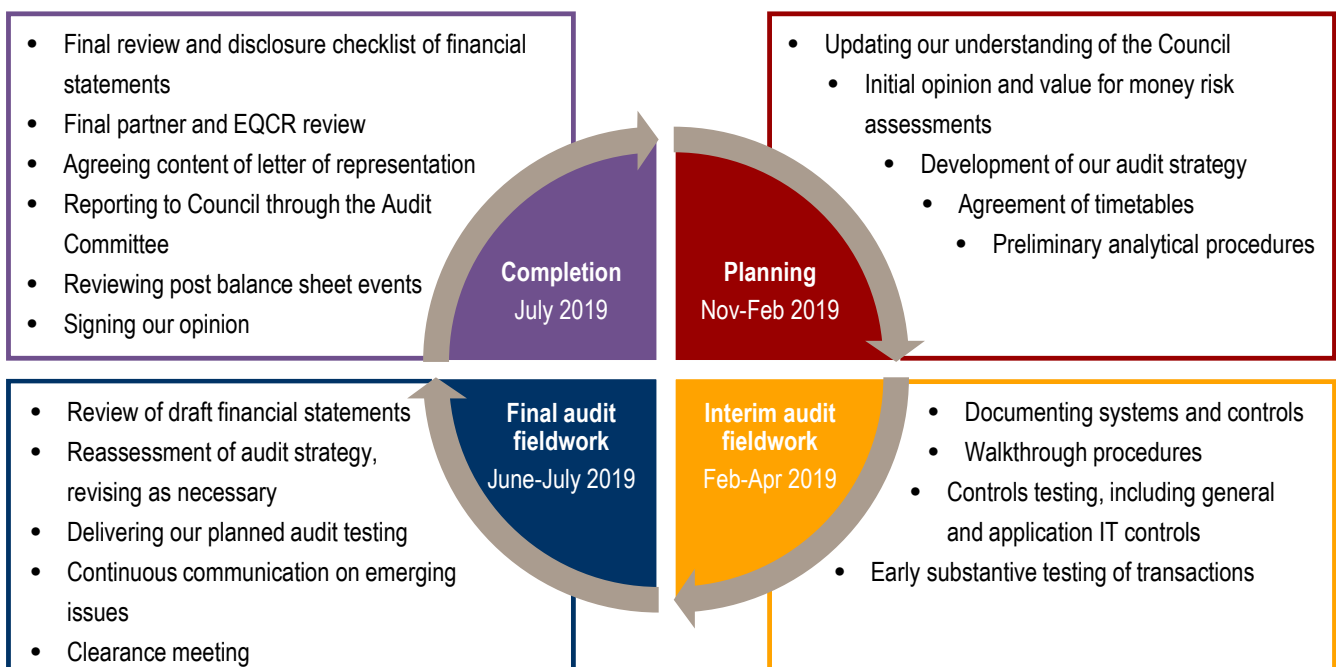 • Final review and disclosure checklist of financial
statements
• Final partner and EQCR review
• Agreeing content of letter of representation
• Reporting to Council through the Audit
Committee
• Reviewing post balance sheet events
• Signing our opinion
Completion
July 2019
• Updating our understanding of the Council
• Initial opinion and value for money risk
assessments
• Development of our audit strategy
• Agreement of timetables
• Preliminary analytical procedures
Planning
Nov-Feb 2019
• Review of draft financial statements
• Reassessment of audit strategy,
revising as necessary
• Delivering our planned audit testing
• Continuous communication on emerging
issues
• Clearance meeting
Final audit
fieldwork
June-July 2019
Interim audit
fieldwork
Feb-Apr 2019
• Documenting systems and controls
• Walkthrough procedures
• Controls testing, including general
and application IT controls
• Early substantive testing of transactions